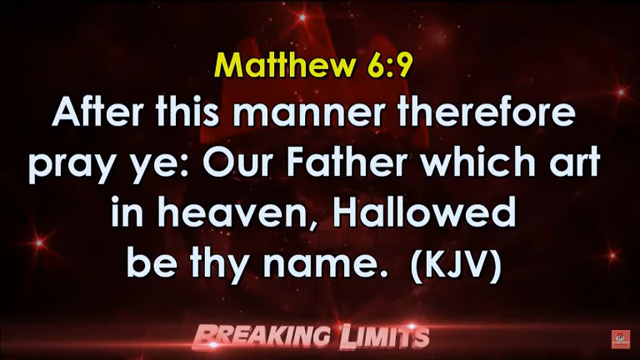 Matthew 6:9
After this manner therefore
pray ye: Our Father which art
in heaven, Hallowed
be thy name. (KJV)
BREAKING LIMITS